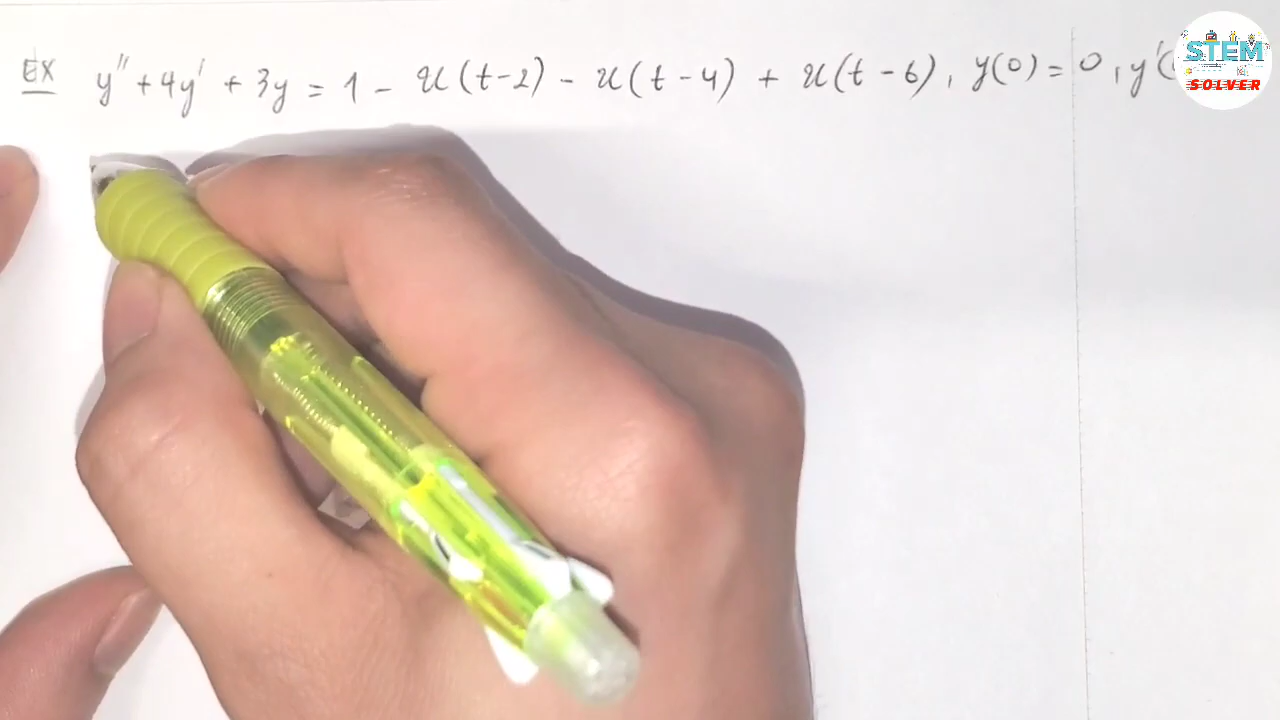 Ex y'' + 4y' + 3y = 1 - u(t-2) - u(t-4) + u(t-6), y(0) = 0, y'(
STEM
SOLVER